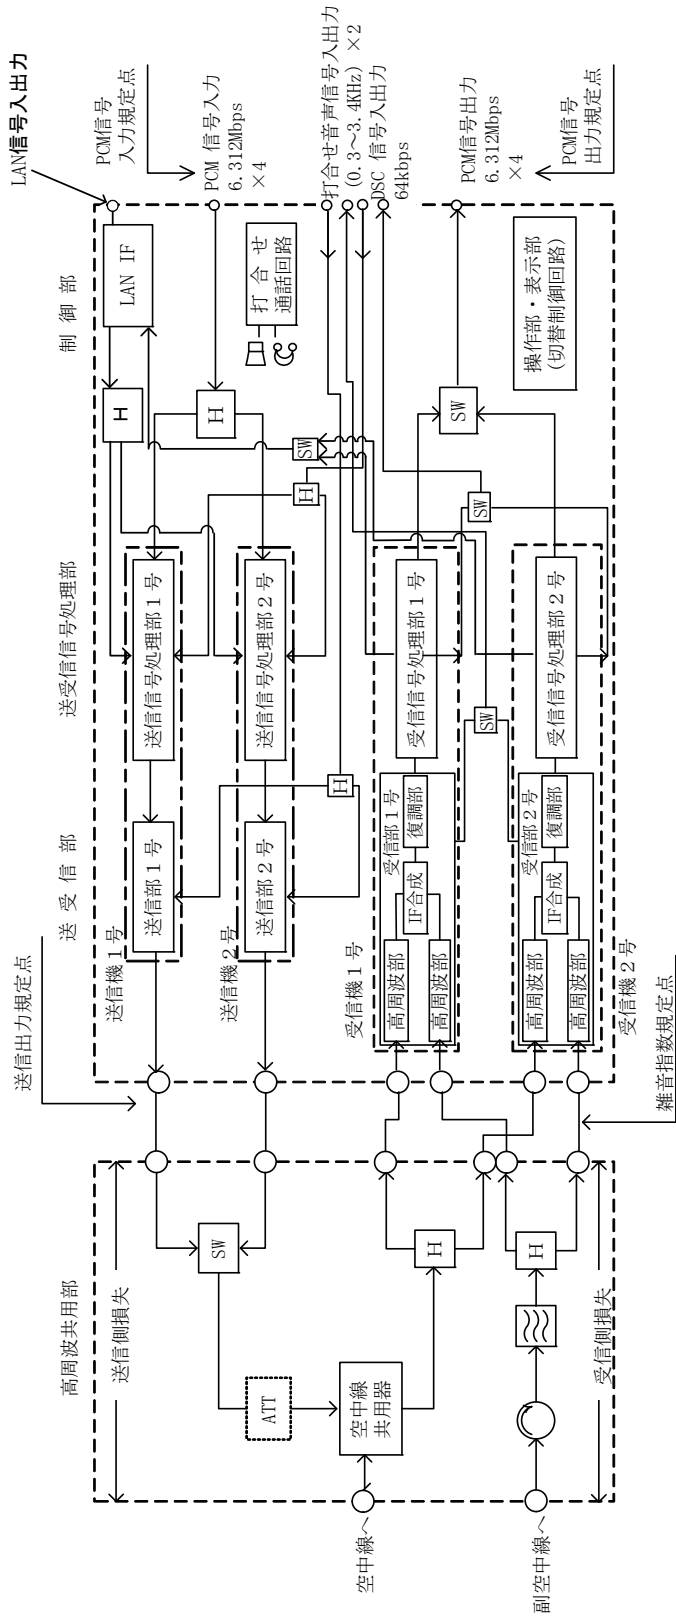 高周波共用部
送信側損失
SW
ATT
空中線
共用器
H
H
受信側損失
空中線へ
副空中線へ
送信出力規定点
雑音指数規定点
送 受 信 部
送受信信号処理部
制 御 部
送信機１号
送信部１号
送信信号処理部１号
送信機２号
送信部２号
送信信号処理部２号
H
受信機１号
受信部１号
高周波部
高周波部
IF合成
復調部
受信信号処理部１号
受信機２号
受信部２号
高周波部
高周波部
IF合成
復調部
受信信号処理部２号
SW
H
H
H
SW
SW
SW
LAN IF
打 合 せ
通話回路
操作部・表示部
(切替制御回路)
LAN信号入出力
PCM信号
入力規定点
PCM 信号入力
6.312Mbps
×4
打合せ音声信号入出力
(0.3～3.4KHz) ×2
DSC 信号入出力
64kbps
PCM信号出力
6.312Mbps
×4
PCM信号
出力規定点